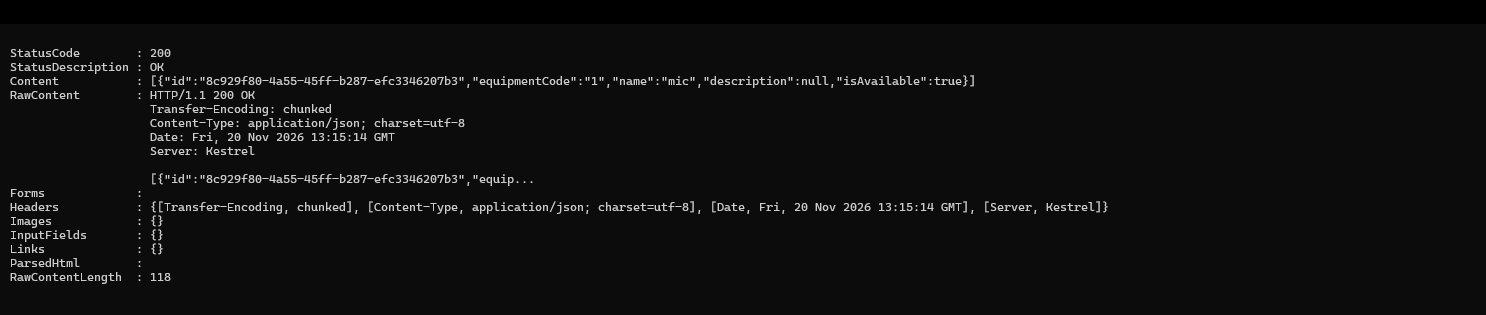 StatusCode        : 200
StatusDescription : OK
Content           : [{"id":"8c929f80-4a55-45ff-b287-efc3346207b3","equipmentCode":"1","name":"mic","description":null,"isAvailable":true}]
RawContent        : HTTP/1.1 200 OK
                    Transfer-Encoding: chunked
                    Content-Type: application/json; charset=utf-8
                    Date: Fri, 20 Nov 2026 13:15:14 GMT
                    Server: Kestrel

                    [{"id":"8c929f80-4a55-45ff-b287-efc3346207b3","equip...
Forms             :
Headers           : {[Transfer-Encoding, chunked], [Content-Type, application/json; charset=utf-8], [Date, Fri, 20 Nov 2026 13:15:14 GMT], [Server, Kestrel]}
Images            : {}
InputFields       : {}
Links             : {}
ParsedHtml        :
RawContentLength  : 118